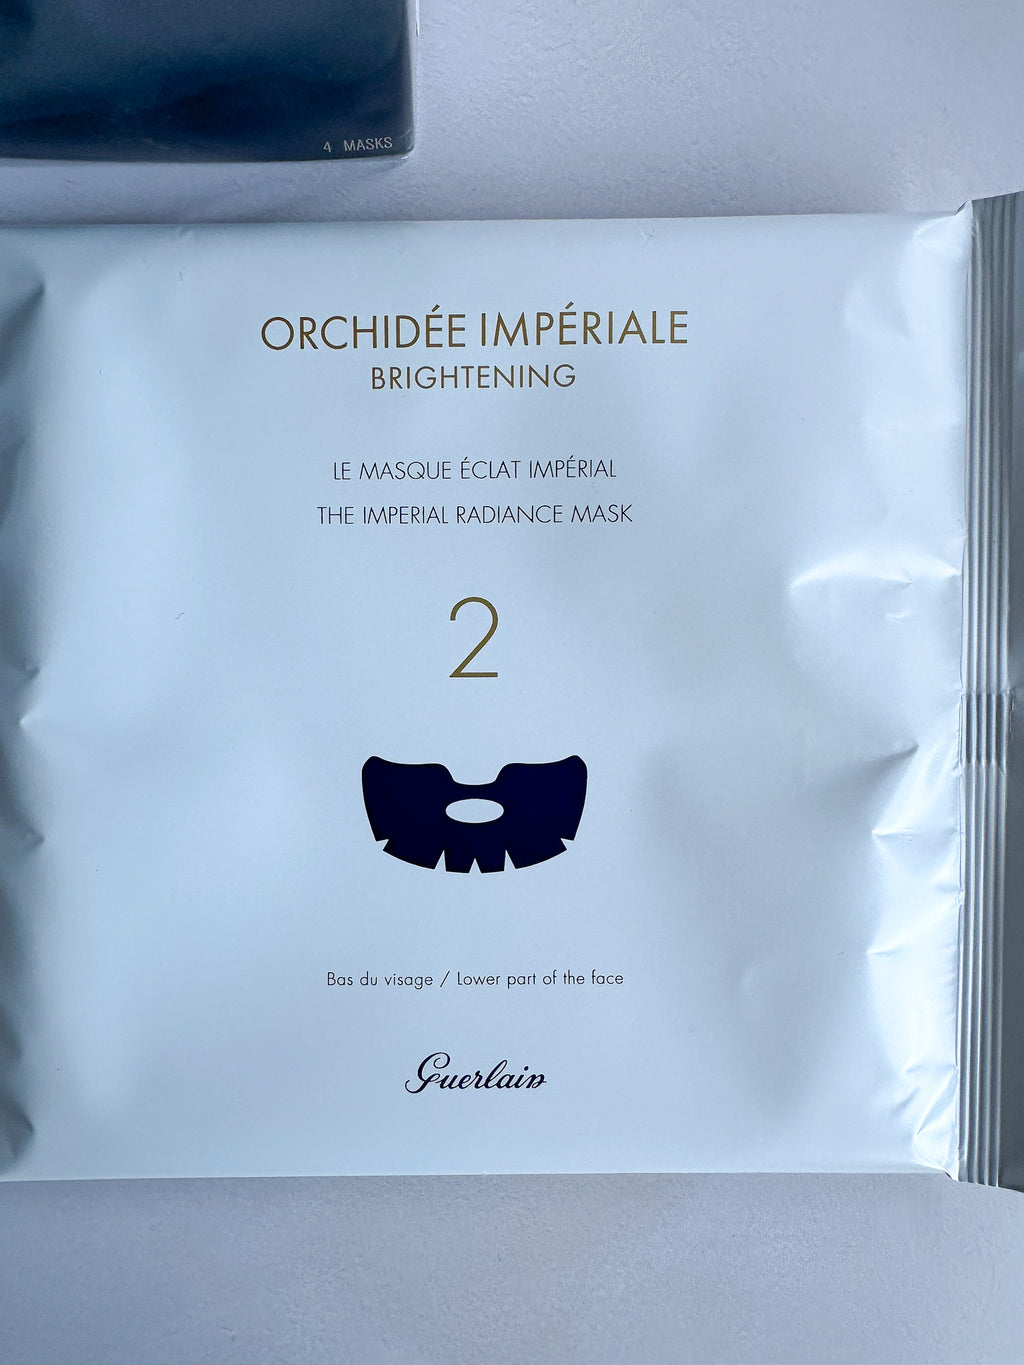 4 MASKS
ORCHIDÉE IMPÉRIALE
BRIGHTENING
LE MASQUE ÉCLAT IMPÉRIAL
THE IMPERIAL RADIANCE MASK
2
Bas du visage / Lower part of the face
Guerlain